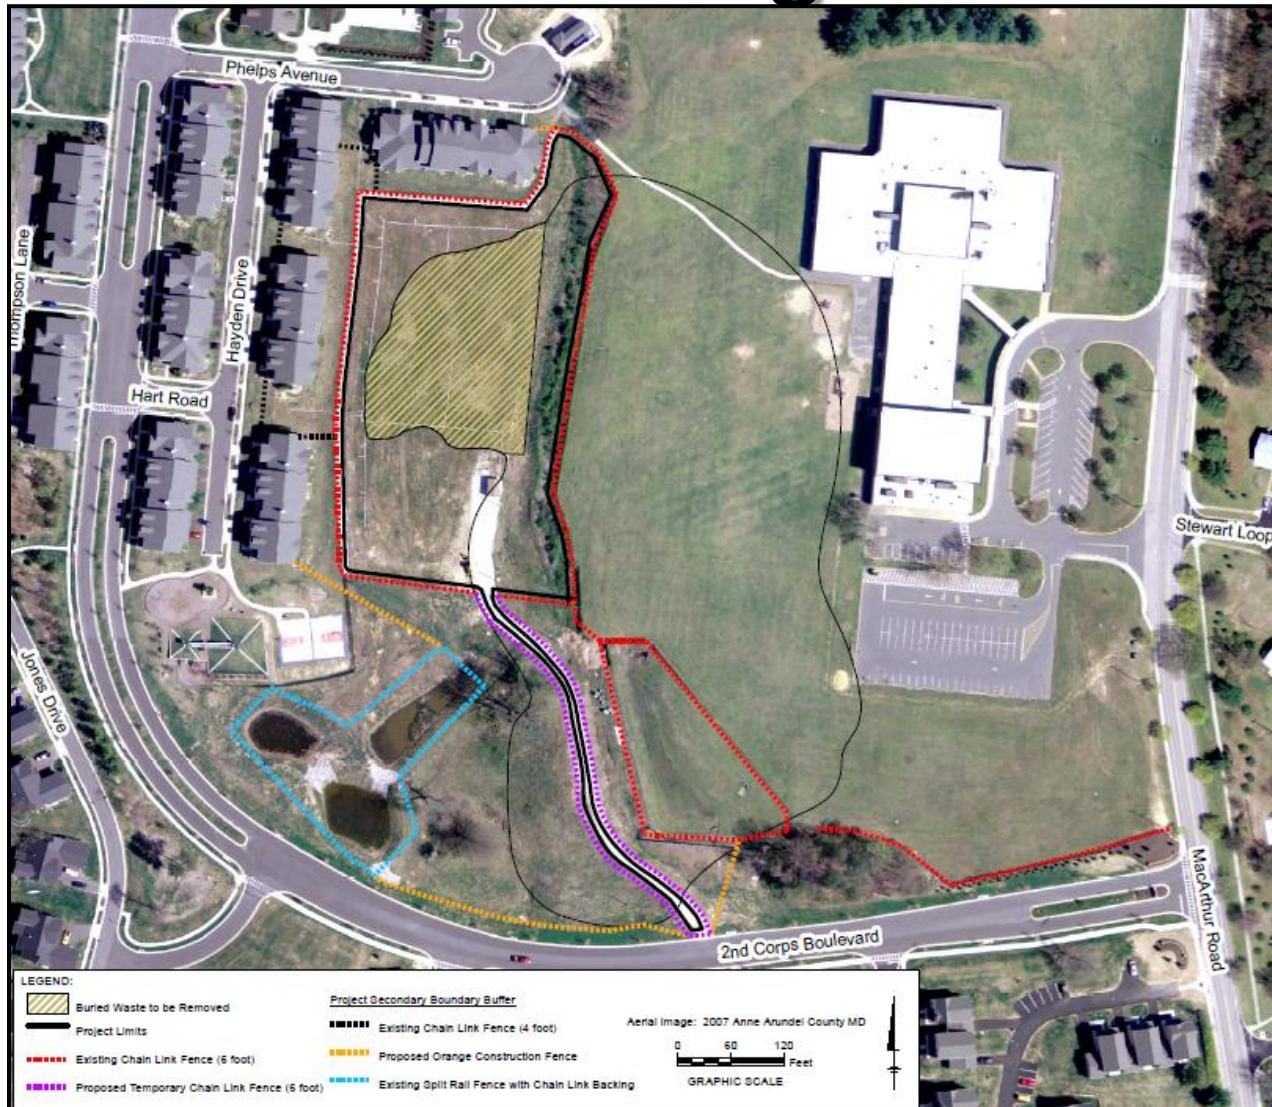 Phelps Avenue
Thompson Lane
Hayden Drive
Hart Road
Stewart Loop
Jones Drive
MacArthur Road
2nd Corps Boulevard
LEGEND:
Buried Waste to be Removed
Project Limits
Existing Chain Link Fence (6 foot)
Proposed Temporary Chain Link Fence (6 foot)
Project Secondary Boundary Buffer
Existing Chain Link Fence (4 foot)
Proposed Orange Construction Fence
Existing Split Rail Fence with Chain Link Backing
Aerial Image: 2007 Anne Arundel County MD
0 60 120
Feet
GRAPHIC SCALE